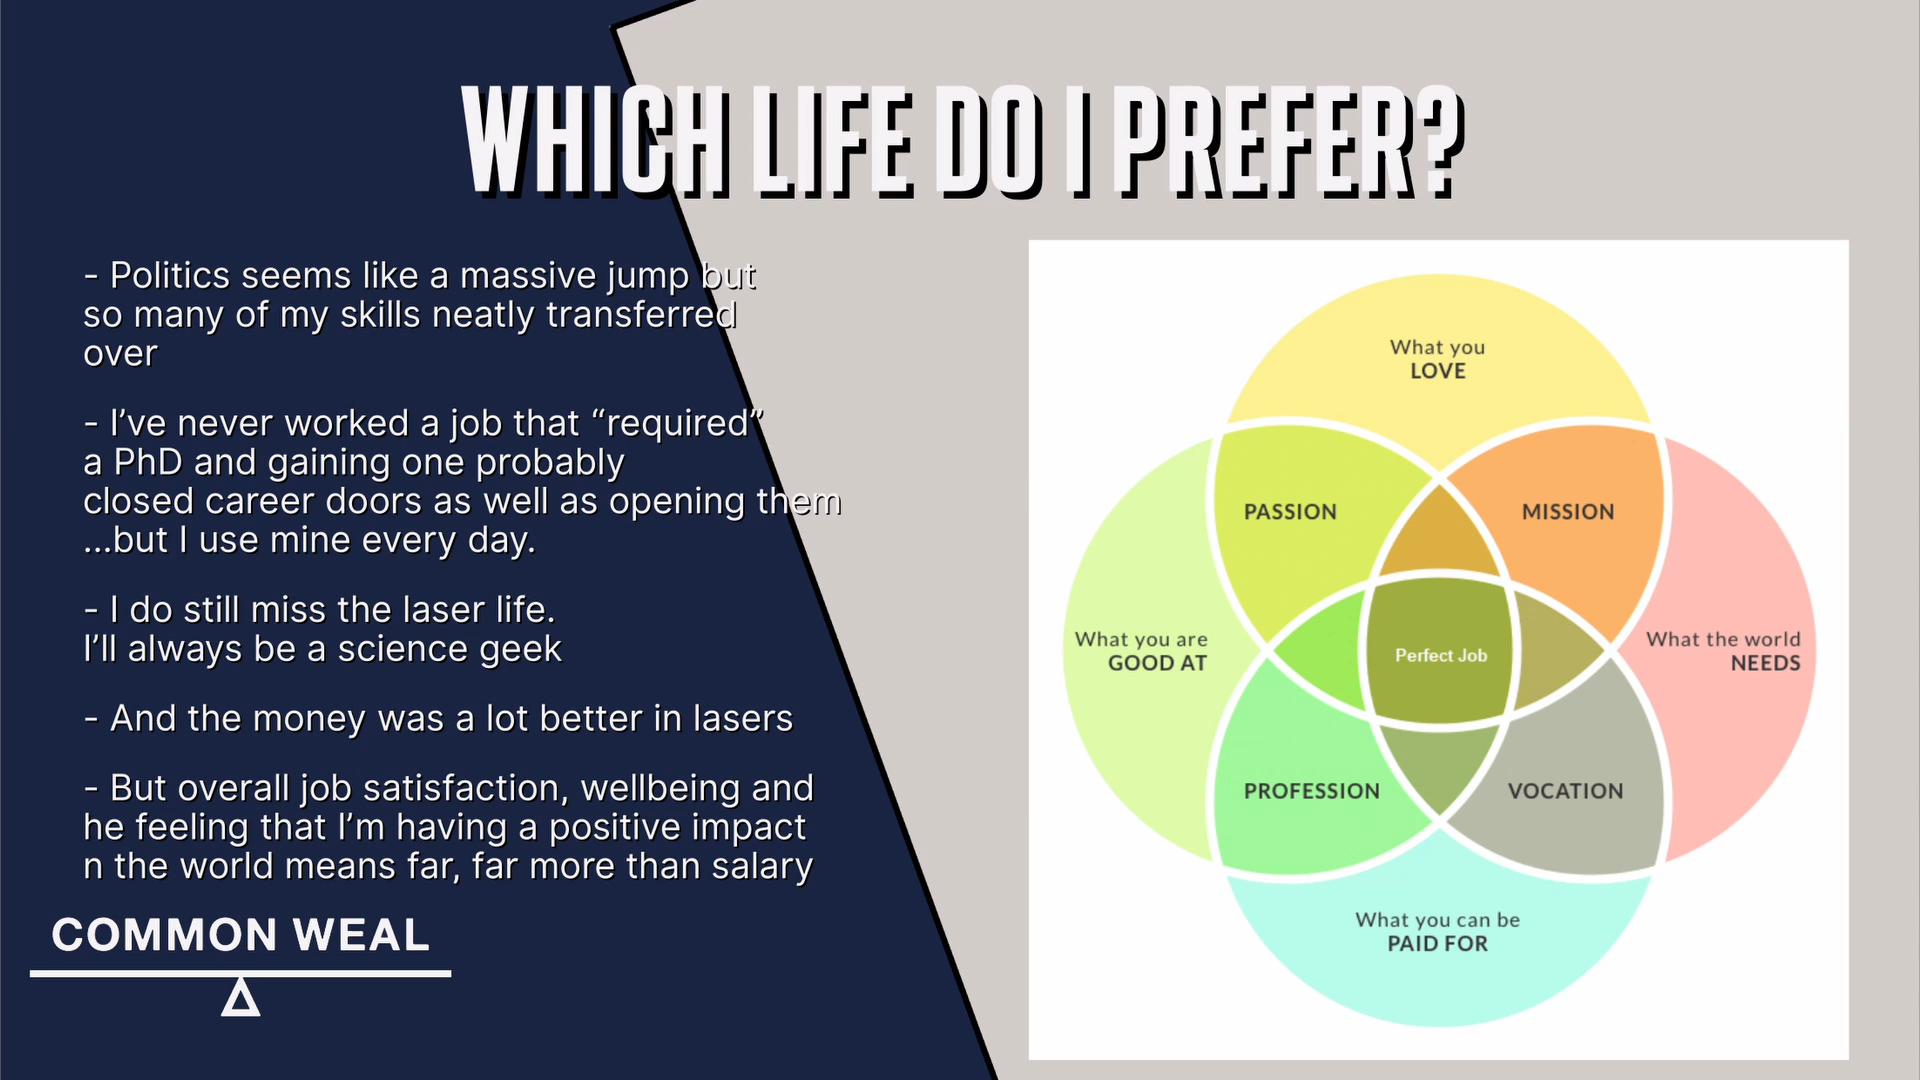 WHICH LIFE DO I PREFER?
- Politics seems like a massive jump but
so many of my skills neatly transferred
over
- I've never worked a job that “required”
a PhD and gaining one probably
closed career doors as well as opening them
...but I use mine every day.
- I do still miss the laser life.
I'll always be a science geek
- And the money was a lot better in lasers
- But overall job satisfaction, wellbeing and
he feeling that I'm having a positive impact
n the world means far, far more than salary
COMMON WEAL
What you
LOVE
PASSION
MISSION
What you are
GOOD AT
Perfect Job
What the world
NEEDS
PROFESSION
VOCATION
What you can be
PAID FOR